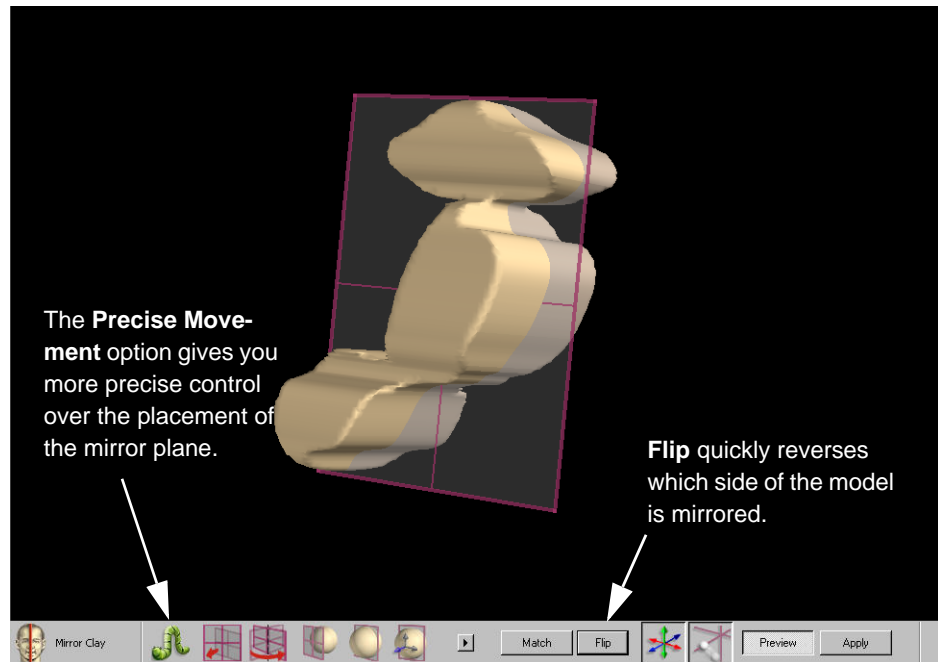 The Precise Move-
ment option gives you
more precise control
over the placement of
the mirror plane.
Flip quickly reverses
which side of the model
is mirrored.
Mirror Clay
Match
Flip
Preview
Apply